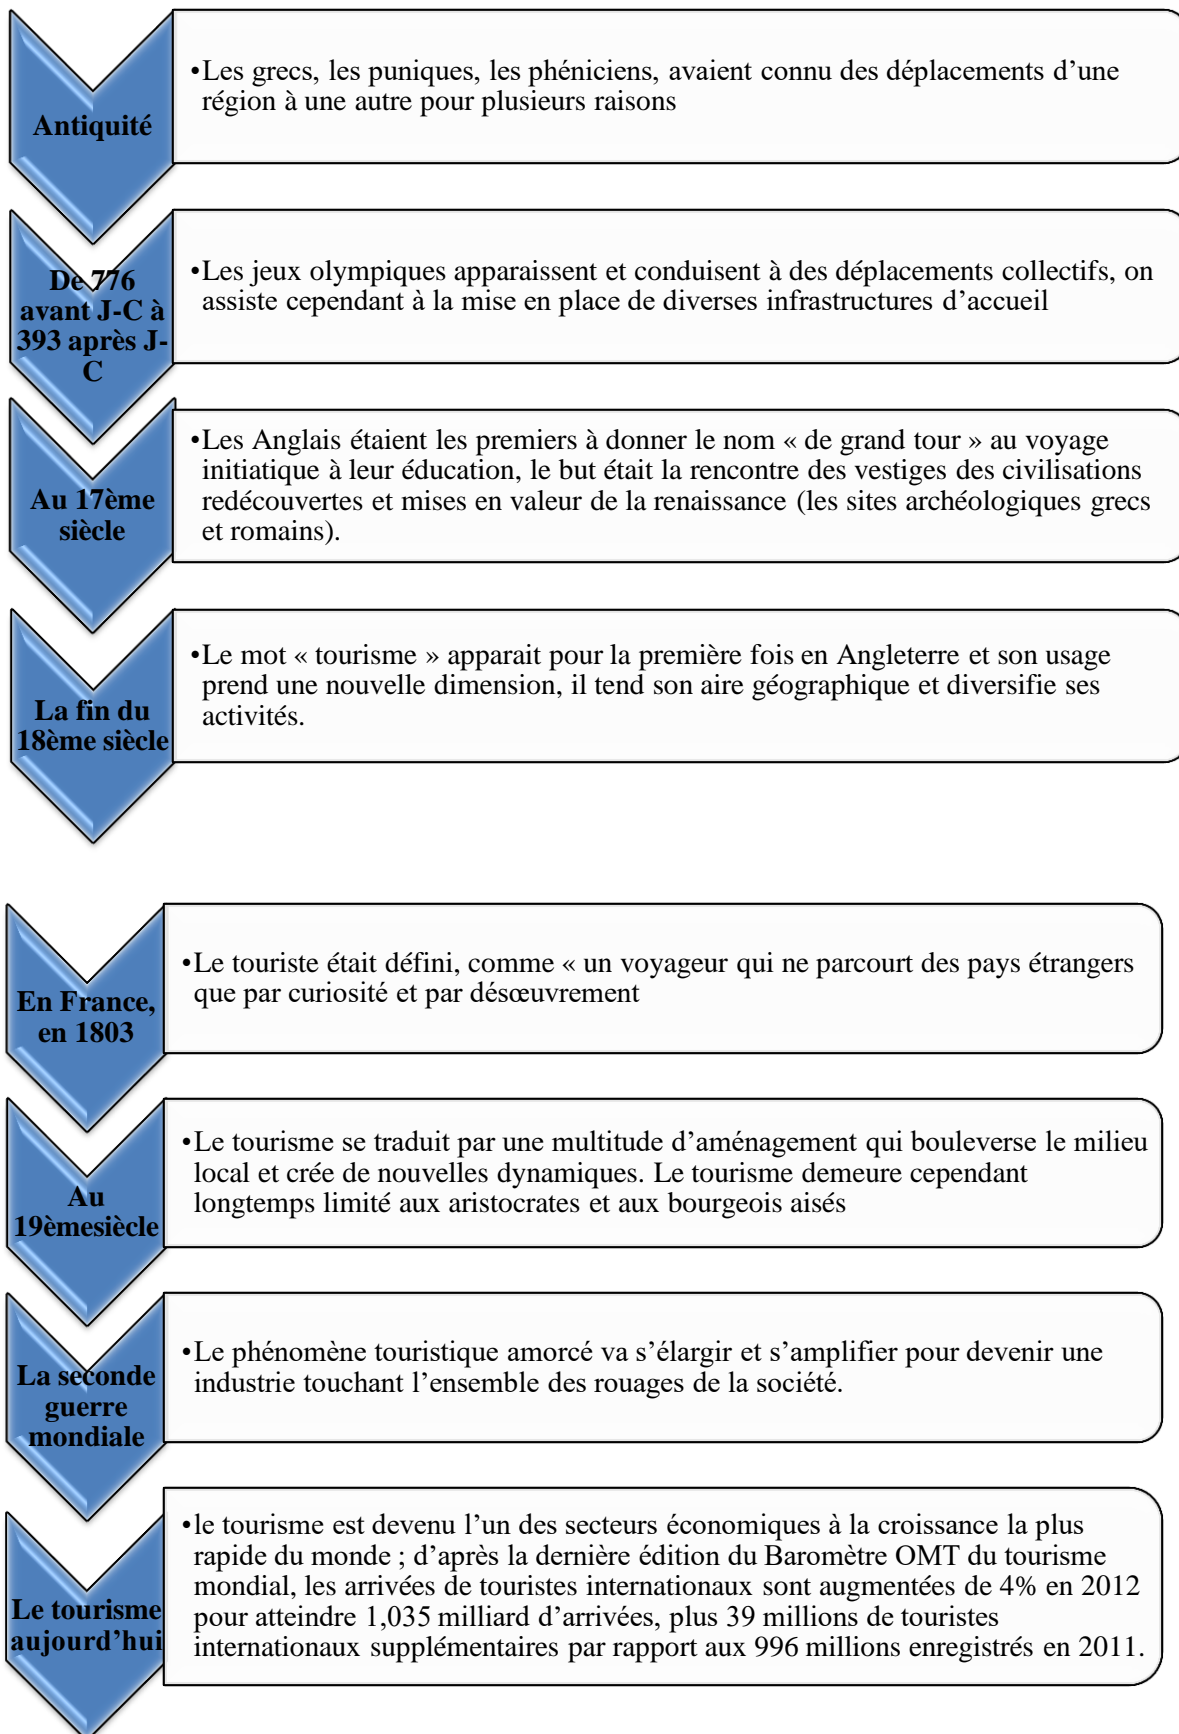 Antiquité
•Les grecs, les puniques, les phéniciens, avaient connu des déplacements d’une
région à une autre pour plusieurs raisons
De 776
avant J-C à
393 après J-
C
•Les jeux olympiques apparaissent et conduisent à des déplacements collectifs, on
assiste cependant à la mise en place de diverses infrastructures d’accueil
Au 17ème
siècle
•Les Anglais étaient les premiers à donner le nom « de grand tour » au voyage
initiatique à leur éducation, le but était la rencontre des vestiges des civilisations
redécouvertes et mises en valeur de la renaissance (les sites archéologiques grecs
et romains).
La fin du
18ème siècle
•Le mot « tourisme » apparait pour la première fois en Angleterre et son usage
prend une nouvelle dimension, il tend son aire géographique et diversifie ses
activités.
En France,
en 1803
•Le touriste était défini, comme « un voyageur qui ne parcourt des pays étrangers
que par curiosité et par désœuvrement
Au
19èmesiècle
•Le tourisme se traduit par une multitude d’aménagement qui bouleverse le milieu
local et crée de nouvelles dynamiques. Le tourisme demeure cependant
longtemps limité aux aristocrates et aux bourgeois aisés
La seconde
guerre
mondiale
•Le phénomène touristique amorcé va s’élargir et s’amplifier pour devenir une
industrie touchant l’ensemble des rouages de la société.
Le tourisme
aujourd’hui
•le tourisme est devenu l’un des secteurs économiques à la croissance la plus
rapide du monde ; d’après la dernière édition du Baromètre OMT du tourisme
mondial, les arrivées de touristes internationaux sont augmentées de 4% en 2012
pour atteindre 1,035 milliard d’arrivées, plus 39 millions de touristes
internationaux supplémentaires par rapport aux 996 millions enregistrés en 2011.